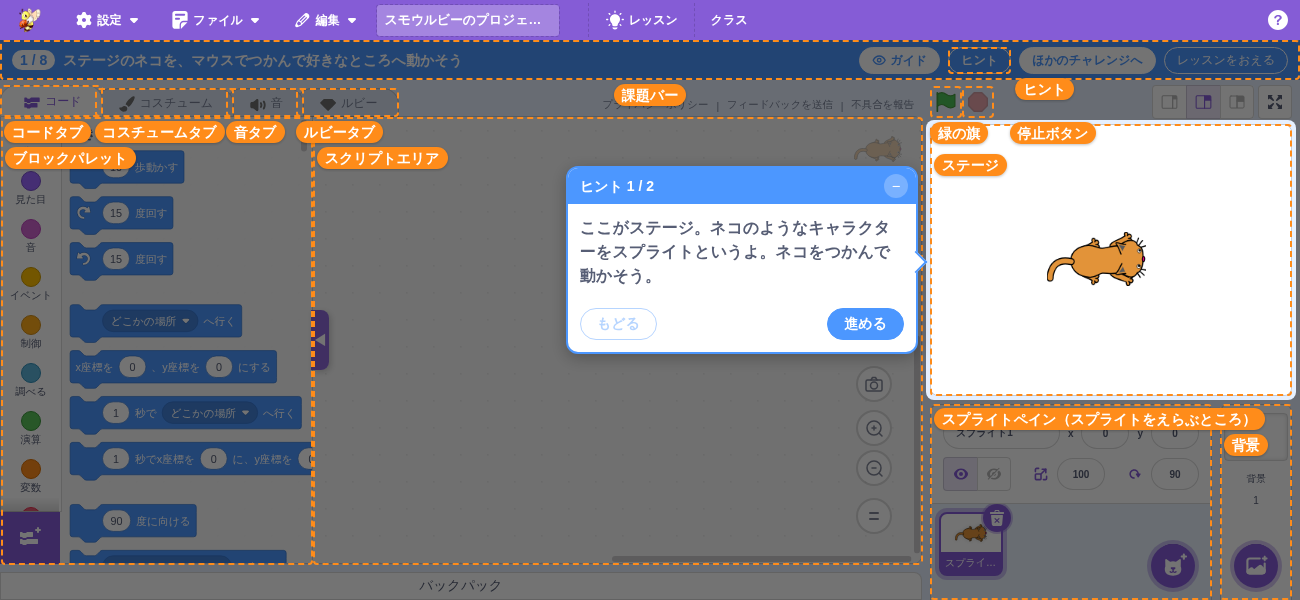 設定 ファイル 編集 スモウルビーのプロジェ… レッスン クラス ?
1 / 8 ステージのネコを、マウスでつかんで好きなところへ動かそう ガイド ヒント ほかのチャレンジへ レッスンをおえる
コード コスチューム 音 ルビー
課題バー ヒント
フィードバックを送信 | 不具合を報告
コードタブ コスチュームタブ 音タブ ルビータブ 緑の旗 停止ボタン
ブロックパレット スクリプトエリア ステージ
歩動かす
見た目
15 度回す
音
15 度回す
イベント
どこかの場所 へ行く
制御
x座標を 0 、y座標を 0 にする
調べる
1 秒で どこかの場所 へ行く
演算
1 秒でx座標を 0 に、y座標を
変数
90 度に向ける
ヒント 1 / 2
ここがステージ。ネコのようなキャラクタ
ーをスプライトというよ。ネコをつかんで
動かそう。
もどる 進める
スプライトペイン（スプライトをえらぶところ）
スプライト1 x 0 y 0
背景
100 90
背景
1
スプライ…
バックパック